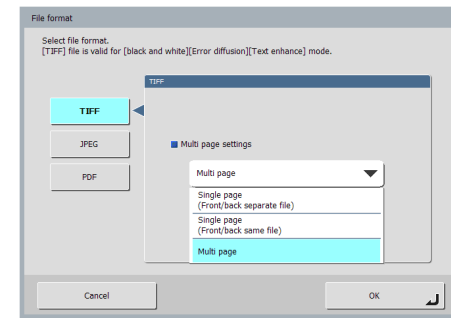 File format
Select file format.
[TIFF] file is valid for [black and white][Error diffusion][Text enhance] mode.
TIFF
TIFF
JPEG
PDF
Multi page settings
Multi page
Single page
(Front/back separate file)
Single page
(Front/back same file)
Multi page
Cancel
OK